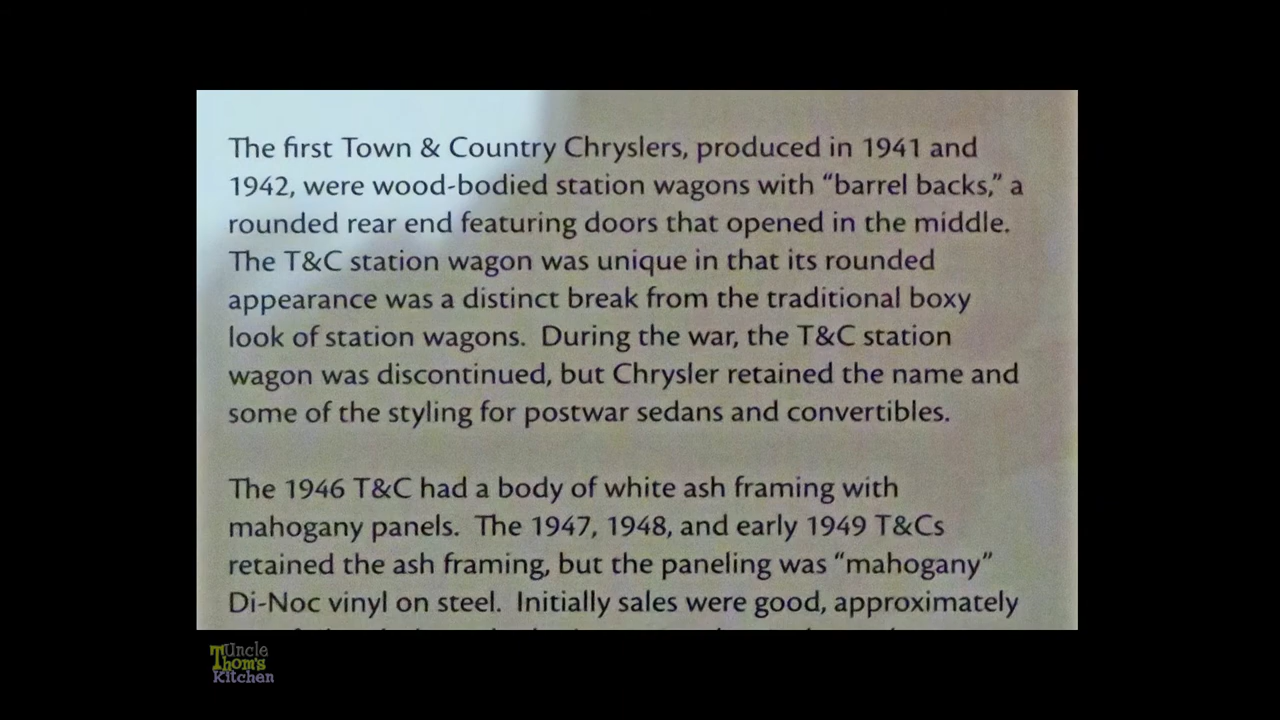 The first Town & Country Chryslers, produced in 1941 and
1942, were wood-bodied station wagons with “barrel backs,” a
rounded rear end featuring doors that opened in the middle.
The T&C station wagon was unique in that its rounded
appearance was a distinct break from the traditional boxy
look of station wagons.  During the war, the T&C station
wagon was discontinued, but Chrysler retained the name and
some of the styling for postwar sedans and convertibles.
The 1946 T&C had a body of white ash framing with
mahogany panels.  The 1947, 1948, and early 1949 T&Cs
retained the ash framing, but the paneling was “mahogany”
Di-Noc vinyl on steel.  Initially sales were good, approximately
Uncle
Thom's
Kitchen